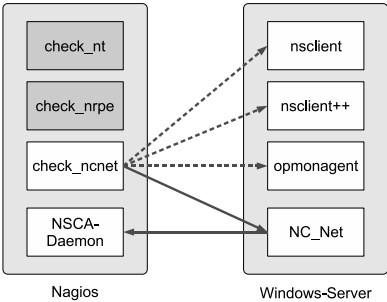 check_nt
check_nrpe
check_ncnet
NSCA-
Daemon
Nagios
nsclient
nsclient++
opmonagent
NC_Net
Windows-Server